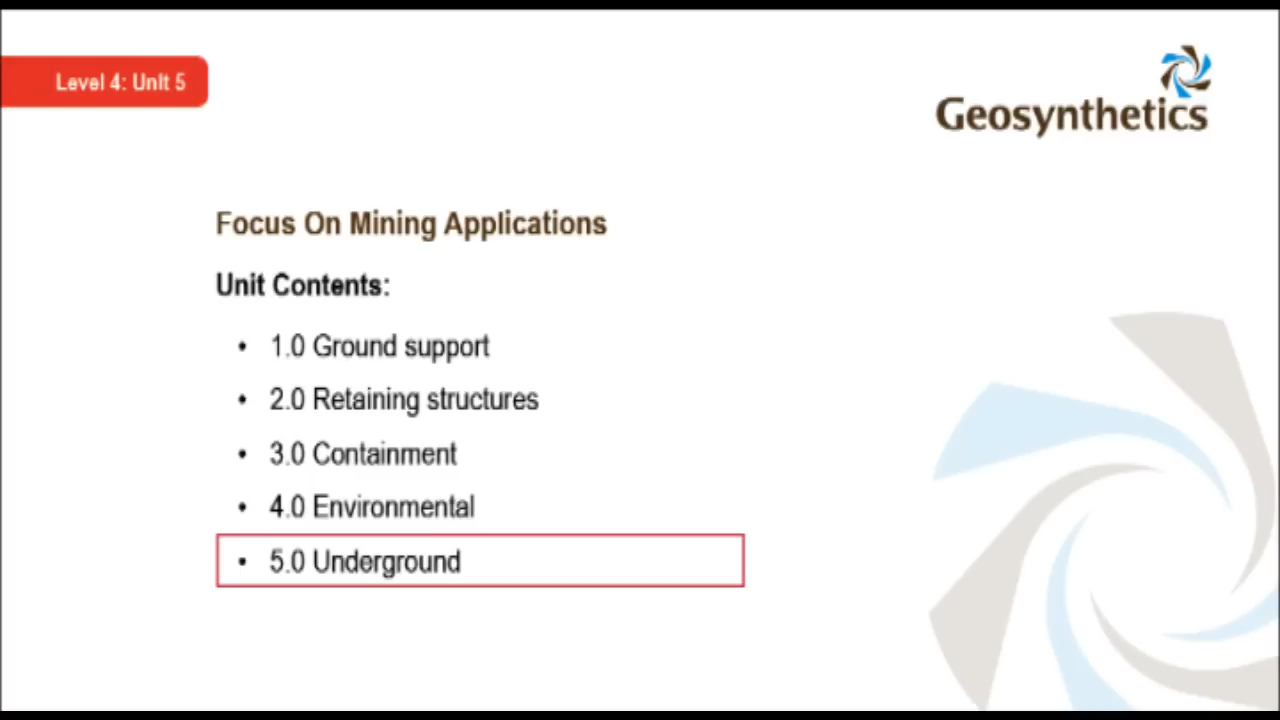 Level 4: Unit 5
Geosynthetics
Focus On Mining Applications
Unit Contents:
• 1.0 Ground support
• 2.0 Retaining structures
• 3.0 Containment
• 4.0 Environmental
• 5.0 Underground